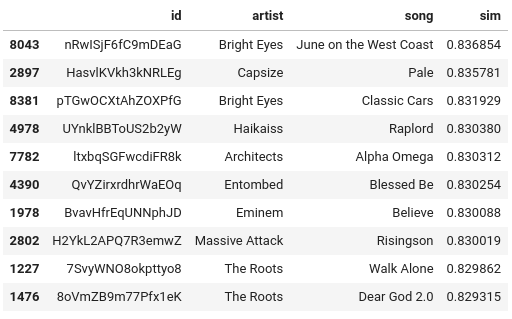 id artist song sim
8043 nRwISjF6fC9mDEaG Bright Eyes June on the West Coast 0.836854
2897 HasvlKVkh3kNRLEg Capsize Pale 0.835781
8381 pTGwOCXtAhZOXPfG Bright Eyes Classic Cars 0.831929
4978 UYnklBBToUS2b2yW Haikaiss Raplord 0.830380
7782 ltxbqSGFwcdiFR8k Architects Alpha Omega 0.830312
4390 QvYZirxrdhrWaEOq Entombed Blessed Be 0.830254
1978 BvavHfrEqUNNphJD Eminem Believe 0.830088
2802 H2YkL2APQ7R3emwZ Massive Attack Risingson 0.830019
1227 7SvyWNO8okpttyo8 The Roots Walk Alone 0.829862
1476 8oVmZB9m77Pfx1eK The Roots Dear God 2.0 0.829315